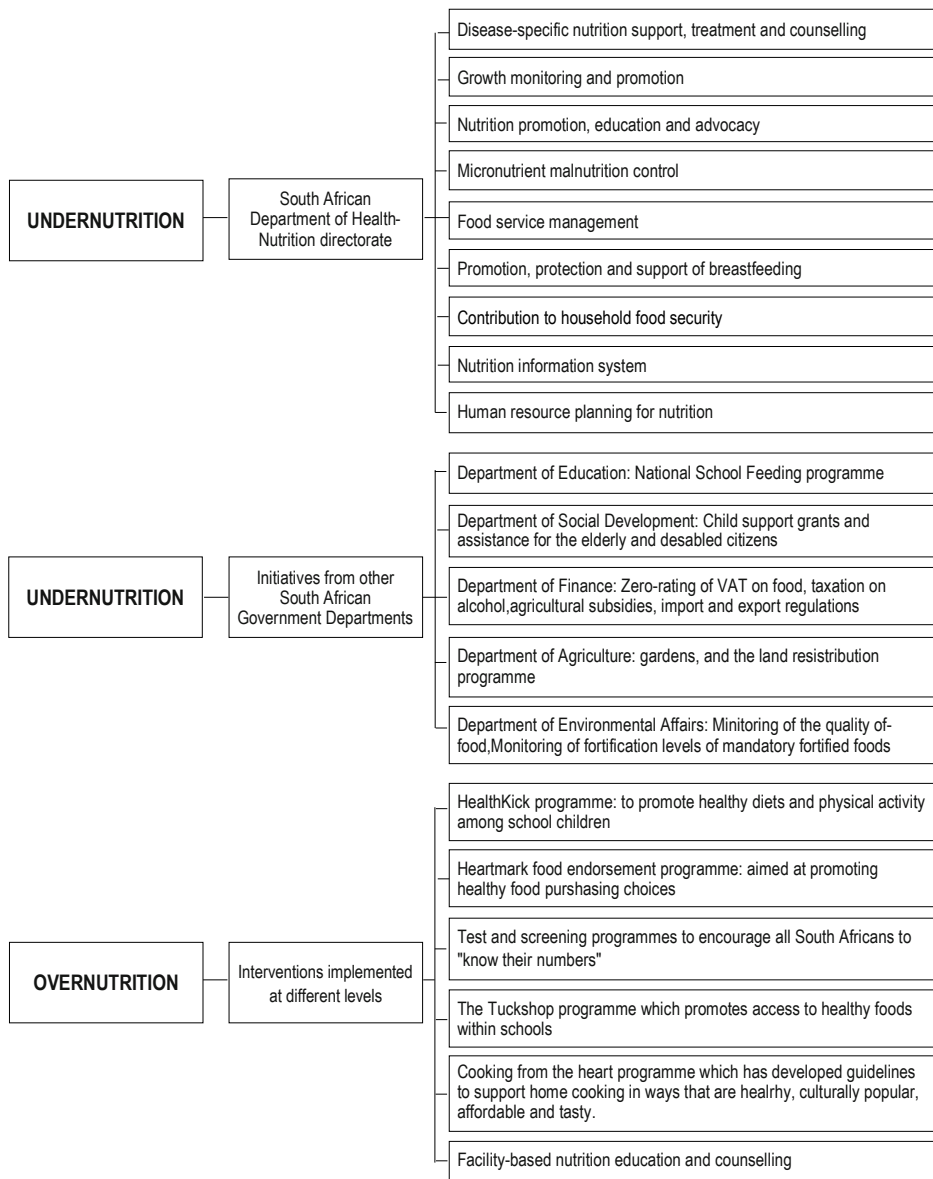 UNDERNUTRITION
South African
Department of Health-
Nutrition directorate
Disease-specific nutrition support, treatment and counselling
Growth monitoring and promotion
Nutrition promotion, education and advocacy
Micronutrient malnutrition control
Food service management
Promotion, protection and support of breastfeeding
Contribution to household food security
Nutrition information system
Human resource planning for nutrition
UNDERNUTRITION
Initiatives from other
South African
Government Departments
Department of Education: National School Feeding programme
Department of Social Development: Child support grants and
assistance for the elderly and desabled citizens
Department of Finance: Zero-rating of VAT on food, taxation on
alcohol,agricultural subsidies, import and export regulations
Department of Agriculture: gardens, and the land resistribution
programme
Department of Environmental Affairs: Minitoring of the quality of-
food,Monitoring of fortification levels of mandatory fortified foods
OVERNUTRITION
Interventions implemented
at different levels
HealthKick programme: to promote healthy diets and physical activity
among school children
Heartmark food endorsement programme: aimed at promoting
healthy food purshasing choices
Test and screening programmes to encourage all South Africans to
"know their numbers"
The Tuckshop programme which promotes access to healthy foods
within schools
Cooking from the heart programme which has developed guidelines
to support home cooking in ways that are healrhy, culturally popular,
affordable and tasty.
Facility-based nutrition education and counselling